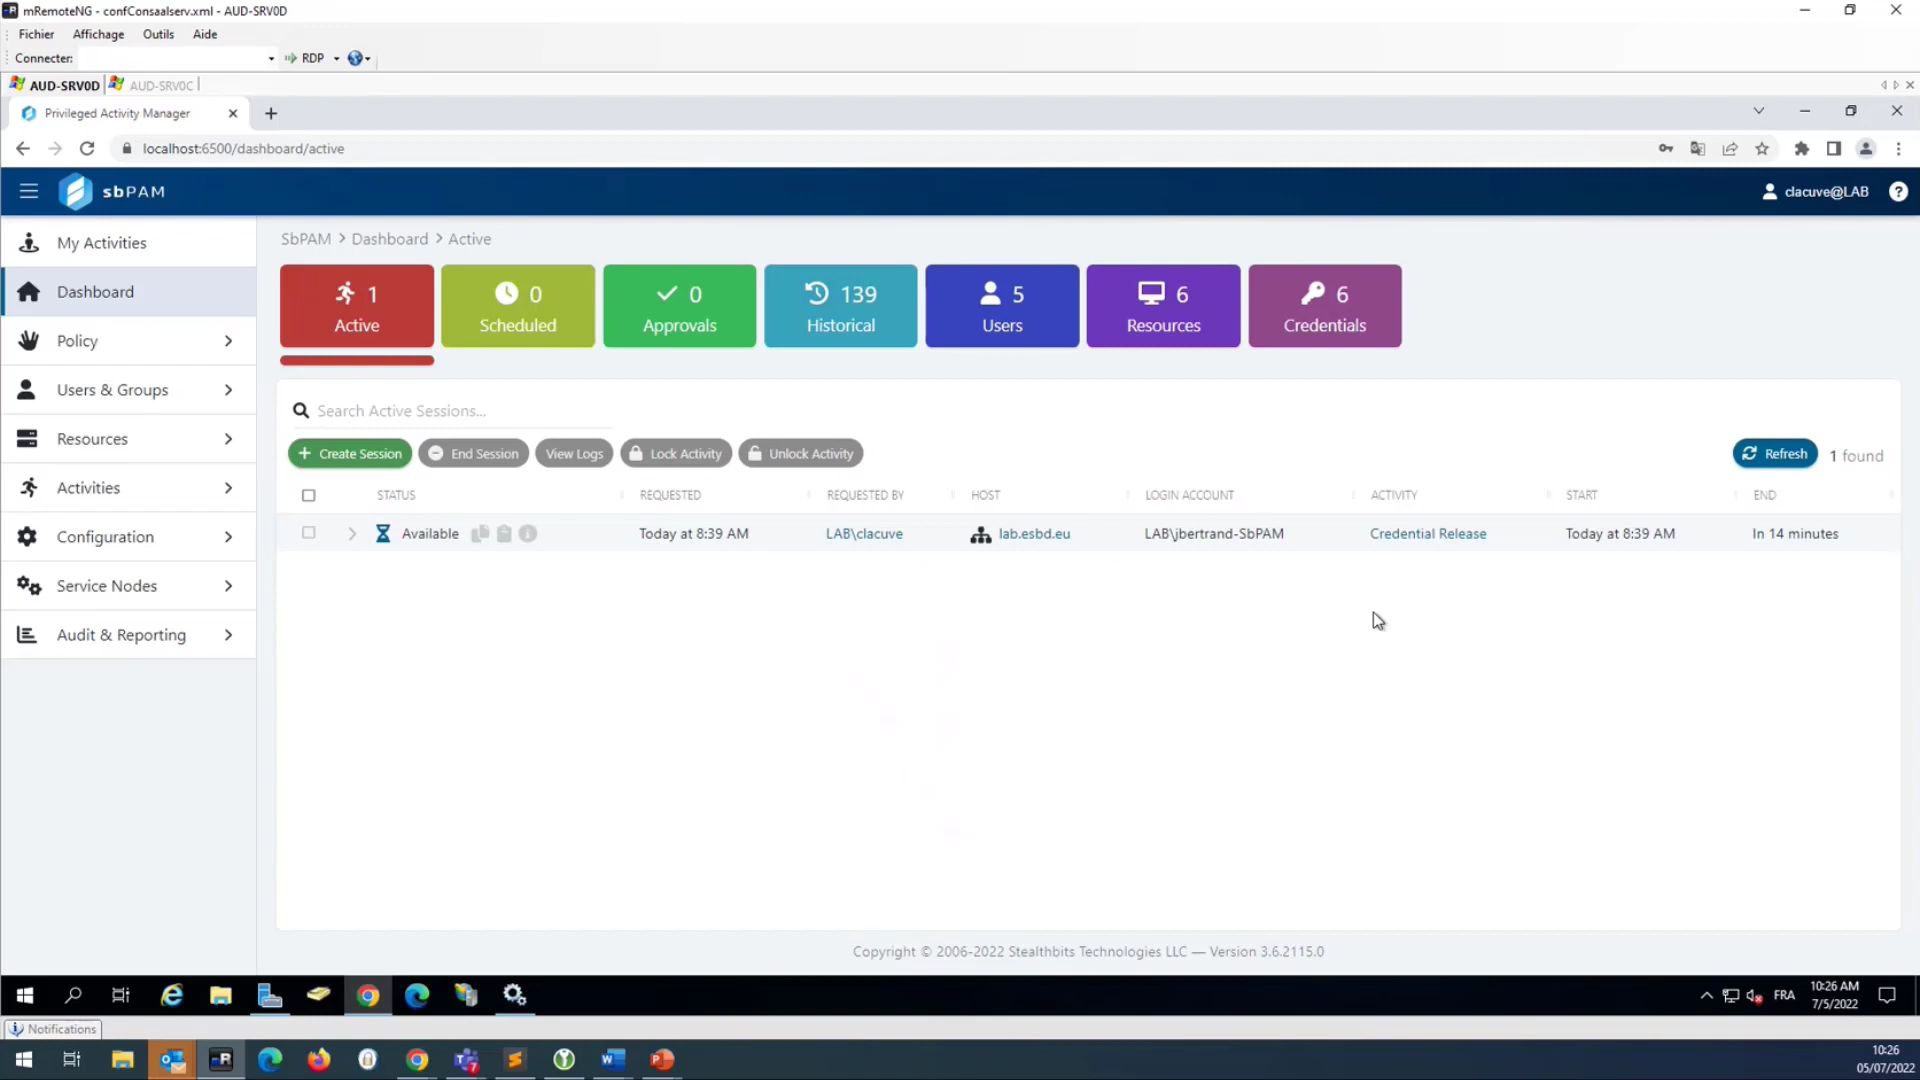 mRemoteNG - confConsaalserv.xml - AUD-SRV0D
Fichier Affichage Outils Aide
Connecter: RDP
AUD-SRV0D AUD-SRV0C
Privileged Activity Manager
localhost:6500/dashboard/active
sbPAM
clacuve@LAB
My Activities
Dashboard
Policy
Users & Groups
Resources
Activities
Configuration
Service Nodes
Audit & Reporting
SbPAM > Dashboard > Active
1
Active
0
Scheduled
0
Approvals
139
Historical
5
Users
6
Resources
6
Credentials
Search Active Sessions...
Create Session End Session View Logs Lock Activity Unlock Activity Refresh 1 found
STATUS REQUESTED REQUESTED BY HOST LOGIN ACCOUNT ACTIVITY START END
Available Today at 8:39 AM LAB\clacuve lab.esbd.eu LAB\jbertrand-SbPAM Credential Release Today at 8:39 AM In 14 minutes
Copyright © 2006-2022 Stealthbits Technologies LLC — Version 3.6.2115.0
FRA
10:26 AM
7/5/2022
Notifications
10:26
05/07/2022